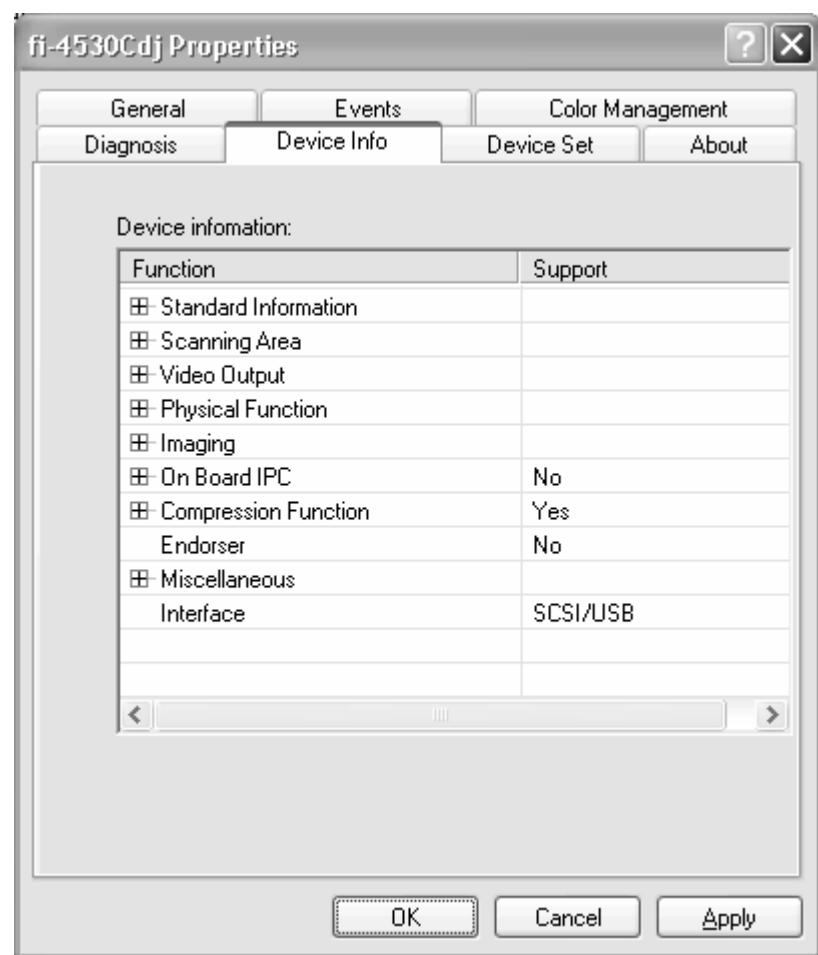 fi-4530Cdj Properties
General Events Color Management
Diagnosis Device Info Device Set About
Device infomation:
Function Support
Standard Information
Scanning Area
Video Output
Physical Function
Imaging
On Board IPC No
Compression Function Yes
Endorser No
Miscellaneous
Interface SCSI/USB
OK Cancel Apply